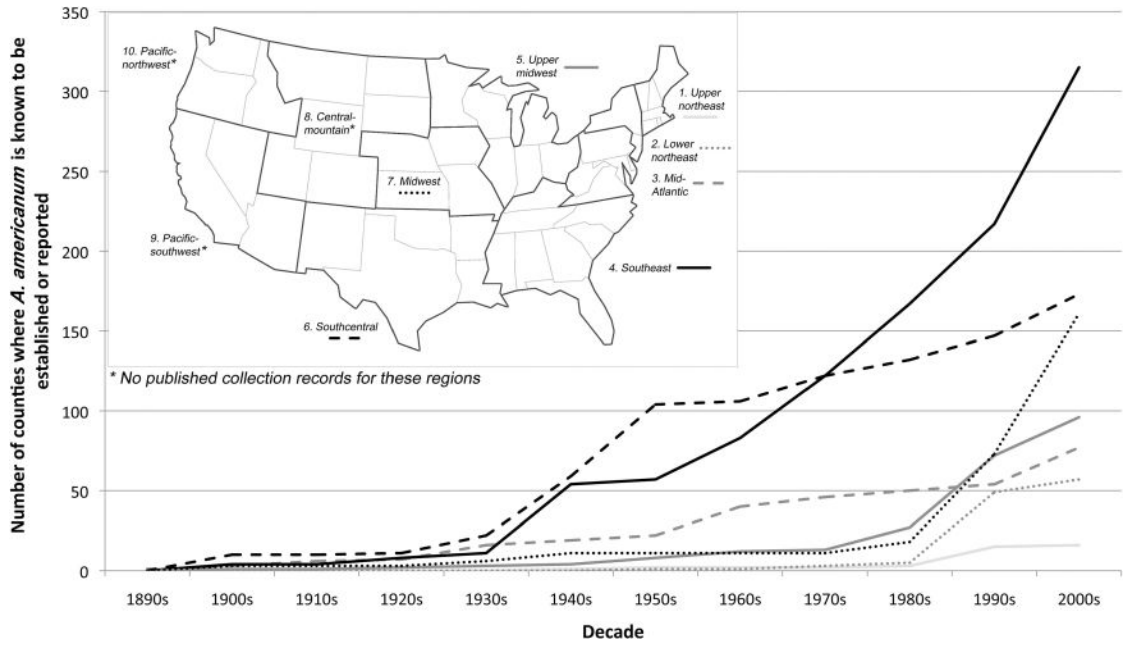 Number of counties where A. americanum is known to be
established or reported
350
300
250
200
150
100
50
0
10. Pacific-
northwest*
5. Upper
midwest
1. Upper
northeast
8. Central-
mountain*
2. Lower
northeast
7. Midwest
3. Mid-
Atlantic
9. Pacific-
southwest*
4. Southeast
6. Southcentral
* No published collection records for these regions
1890s 1900s 1910s 1920s 1930s 1940s 1950s 1960s 1970s 1980s 1990s 2000s
Decade